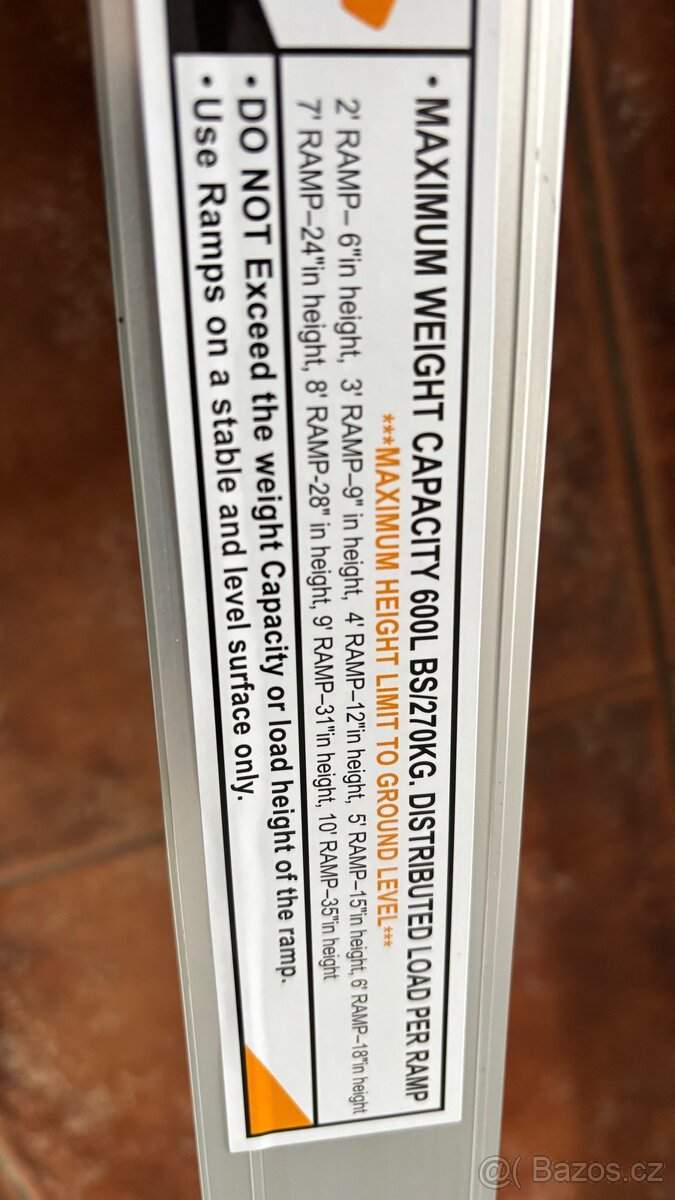 • MAXIMUM WEIGHT CAPACITY 600L BS/270KG. DISTRIBUTED LOAD PER RAMP
***MAXIMUM HEIGHT LIMIT TO GROUND LEVEL***
2' RAMP– 6"in height, 3' RAMP–9" in height, 4' RAMP–12"in height, 5' RAMP–15"in height, 6' RAMP–18"in height
7' RAMP–24"in height, 8' RAMP-28" in height, 9' RAMP–31"in height, 10' RAMP–35"in height
• DO NOT Exceed the weight Capacity or load height of the ramp.
• Use Ramps on a stable and level surface only.
@( Bazos.cz